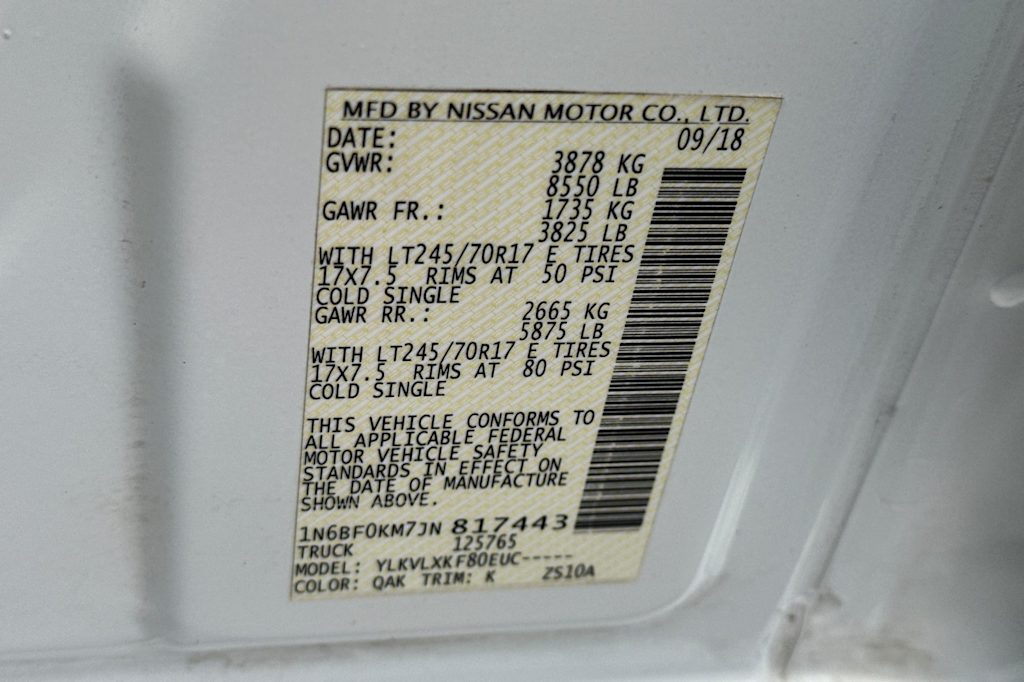 MFD BY NISSAN MOTOR CO., LTD.
DATE: 09/18
GVWR: 3878 KG
8550 LB
GAWR FR.: 1735 KG
3825 LB
WITH LT245/70R17 E TIRES
17X7.5 RIMS AT 50 PSI
COLD SINGLE
GAWR RR.: 2665 KG
5875 LB
WITH LT245/70R17 E TIRES
17X7.5 RIMS AT 80 PSI
COLD SINGLE
THIS VEHICLE CONFORMS TO
ALL APPLICABLE FEDERAL
MOTOR VEHICLE SAFETY
STANDARDS IN EFFECT ON
THE DATE OF MANUFACTURE
SHOWN ABOVE.
1N6BF0KM7JN 817443
TRUCK 125765
MODEL: YLKVLXKF80EUC-----
COLOR: QAK TRIM: K ZS10A